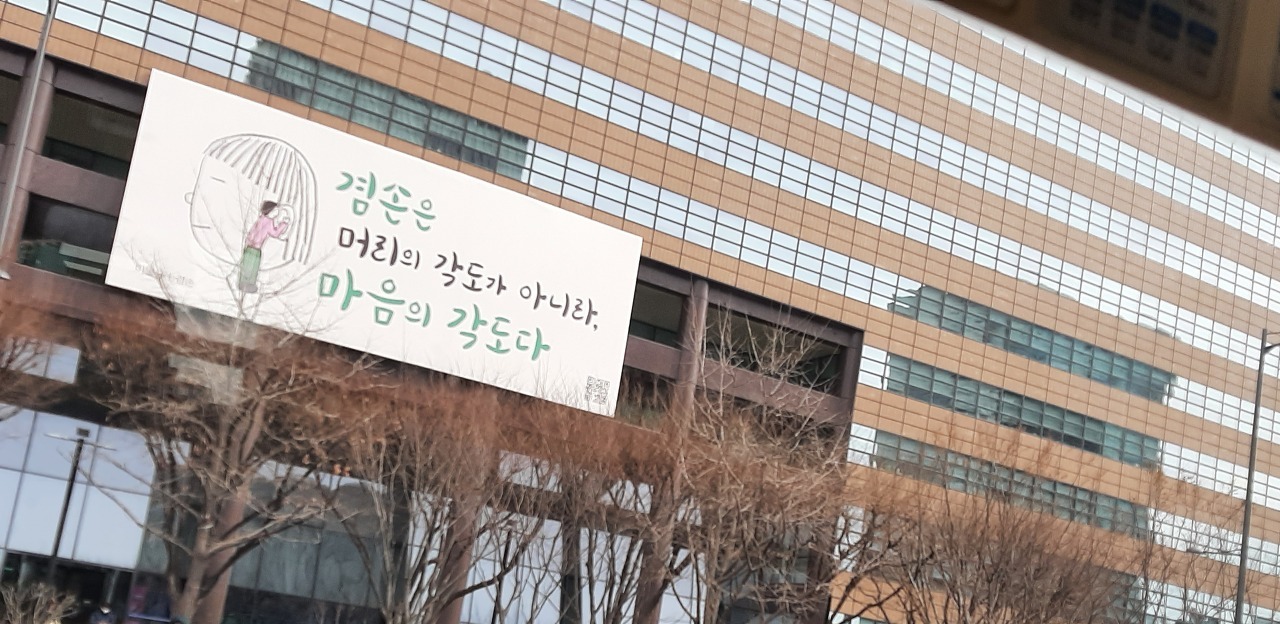 겸손은
머리의 각도가 아니라,
마음의 각도다